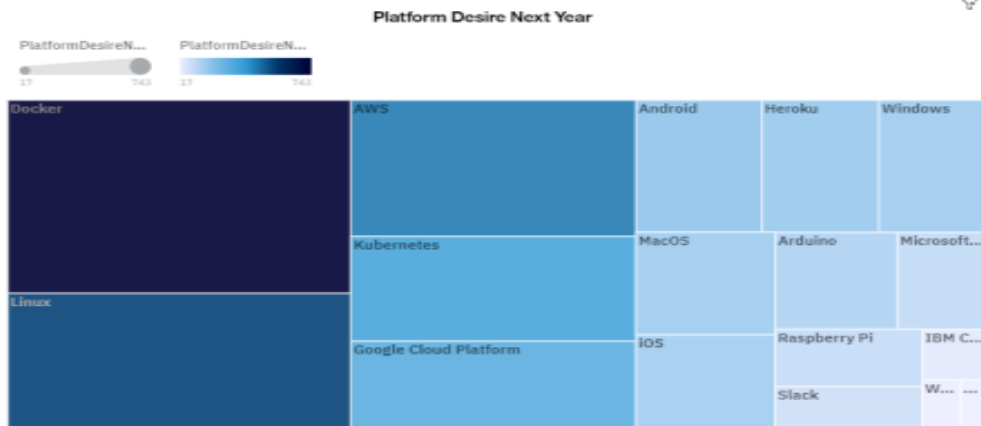 Platform Desire Next Year
PlatformDesireN... PlatformDesireN...
17 743 17 743
Docker
AWS
Android
Heroku
Windows
Kubernetes
MacOS
Arduino
Microsoft...
Linux
Google Cloud Platform
iOS
Raspberry Pi
IBM C...
Slack
W...
...